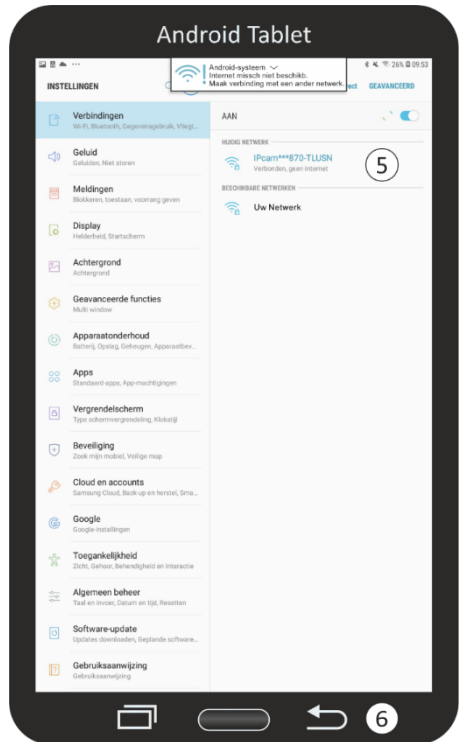 Android Tablet
Android-systeem
Internet missch niet beschikb.
Maak verbinding met een ander netwerk.
26% 09:53
INSTELLINGEN
ect GEAVANCEERD
Verbindingen
Wi-Fi, Bluetooth, Gegevensgebruik, Vliegt...
AAN
Geluid
Geluiden, Niet storen
HUIDIG NETWERK
IPcam***870-TLUSN
Verbonden, geen internet
5
Meldingen
Blokkeren, toestaan, voorrang geven
BESCHIKBARE NETWERKEN
Uw Netwerk
Display
Helderheid, Startscherm
Achtergrond
Achtergrond
Geavanceerde functies
Multi window
Apparaatonderhoud
Batterij, Opslag, Geheugen, Apparaatbev...
Apps
Standaard-apps, App-machtigingen
Vergrendelscherm
Type schermvergrendeling, Klokstijl
Beveiliging
Zoek mijn mobiel, Veilige map
Cloud en accounts
Samsung Cloud, Back-up en herstel, Sma...
Google
Google-instellingen
Toegankelijkheid
Zicht, Gehoor, Behendigheid en interactie
Algemeen beheer
Taal en invoer, Datum en tijd, Resetten
Software-update
Updates downloaden, Geplande software...
Gebruiksaanwijzing
Gebruiksaanwijzing
6